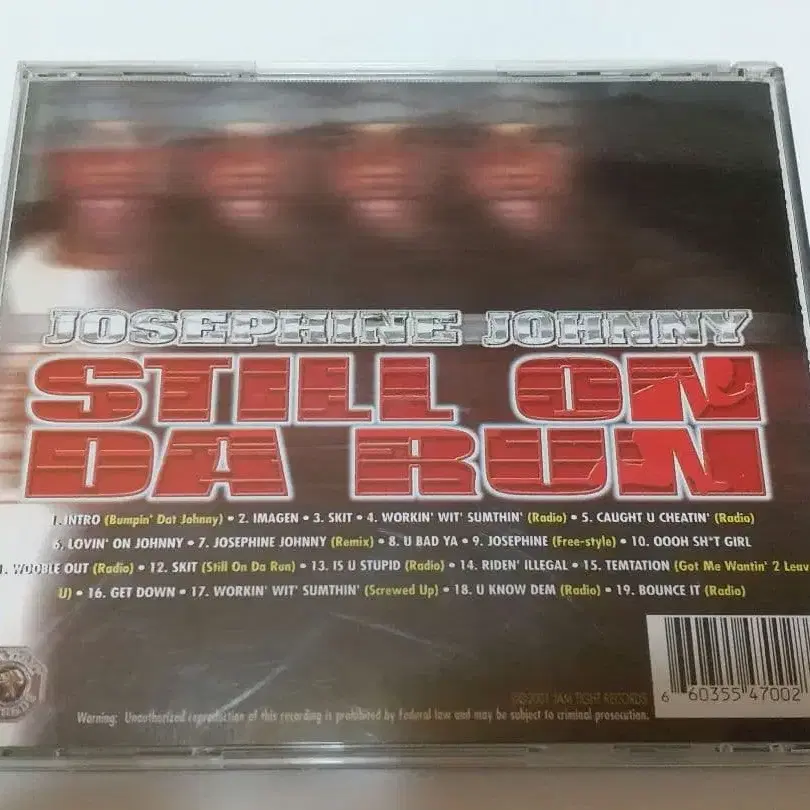 JOSEPHINE JOHNNY
STILL ON
DA RUN
1. INTRO (Bumpin' Dat Johnny) • 2. IMAGEN • 3. SKIT • 4. WORKIN' WIT' SUMTHIN' (Radio) • 5. CAUGHT U CHEATIN' (Radio)
6. LOVIN' ON JOHNNY • 7. JOSEPHINE JOHNNY (Remix) • 8. U BAD YA • 9. JOSEPHINE (Free-style) • 10. OOOH SH*T GIRL
1. WOOBLE OUT (Radio) • 12. SKIT (Still On Da Run) • 13. IS U STUPID (Radio) • 14. RIDEN' ILLEGAL • 15. TEMTATION (Got Me Wantin' 2 Leav
U) • 16. GET DOWN • 17. WORKIN' WIT' SUMTHIN' (Screwed Up) • 18. U KNOW DEM (Radio) • 19. BOUNCE IT (Radio)
2001 JAM TIGHT RECORDS
6 60355 47002
Warning: Unauthorized reproduction of this recording is prohibited by federal law and may be subject to criminal prosecution.